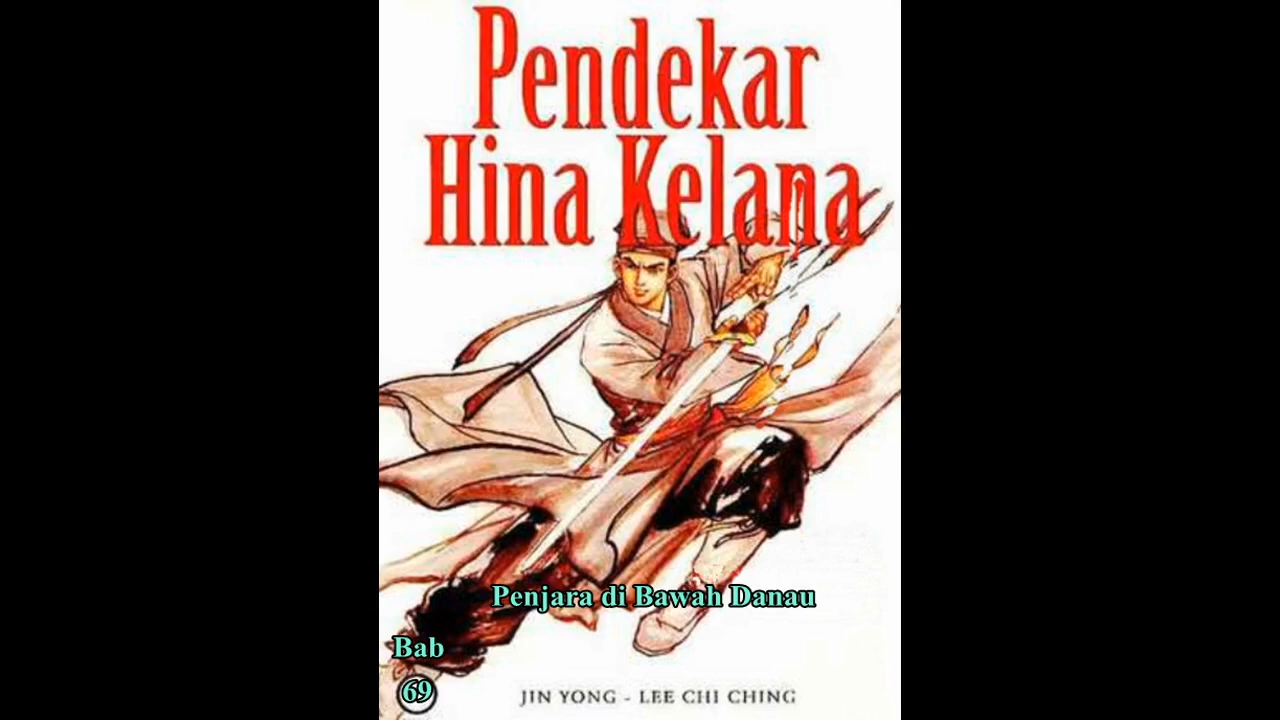 Pendekar
Hina Kelana
Penjara di Bawah Danau
Bab
69
JIN YONG - LEE CHI CHING